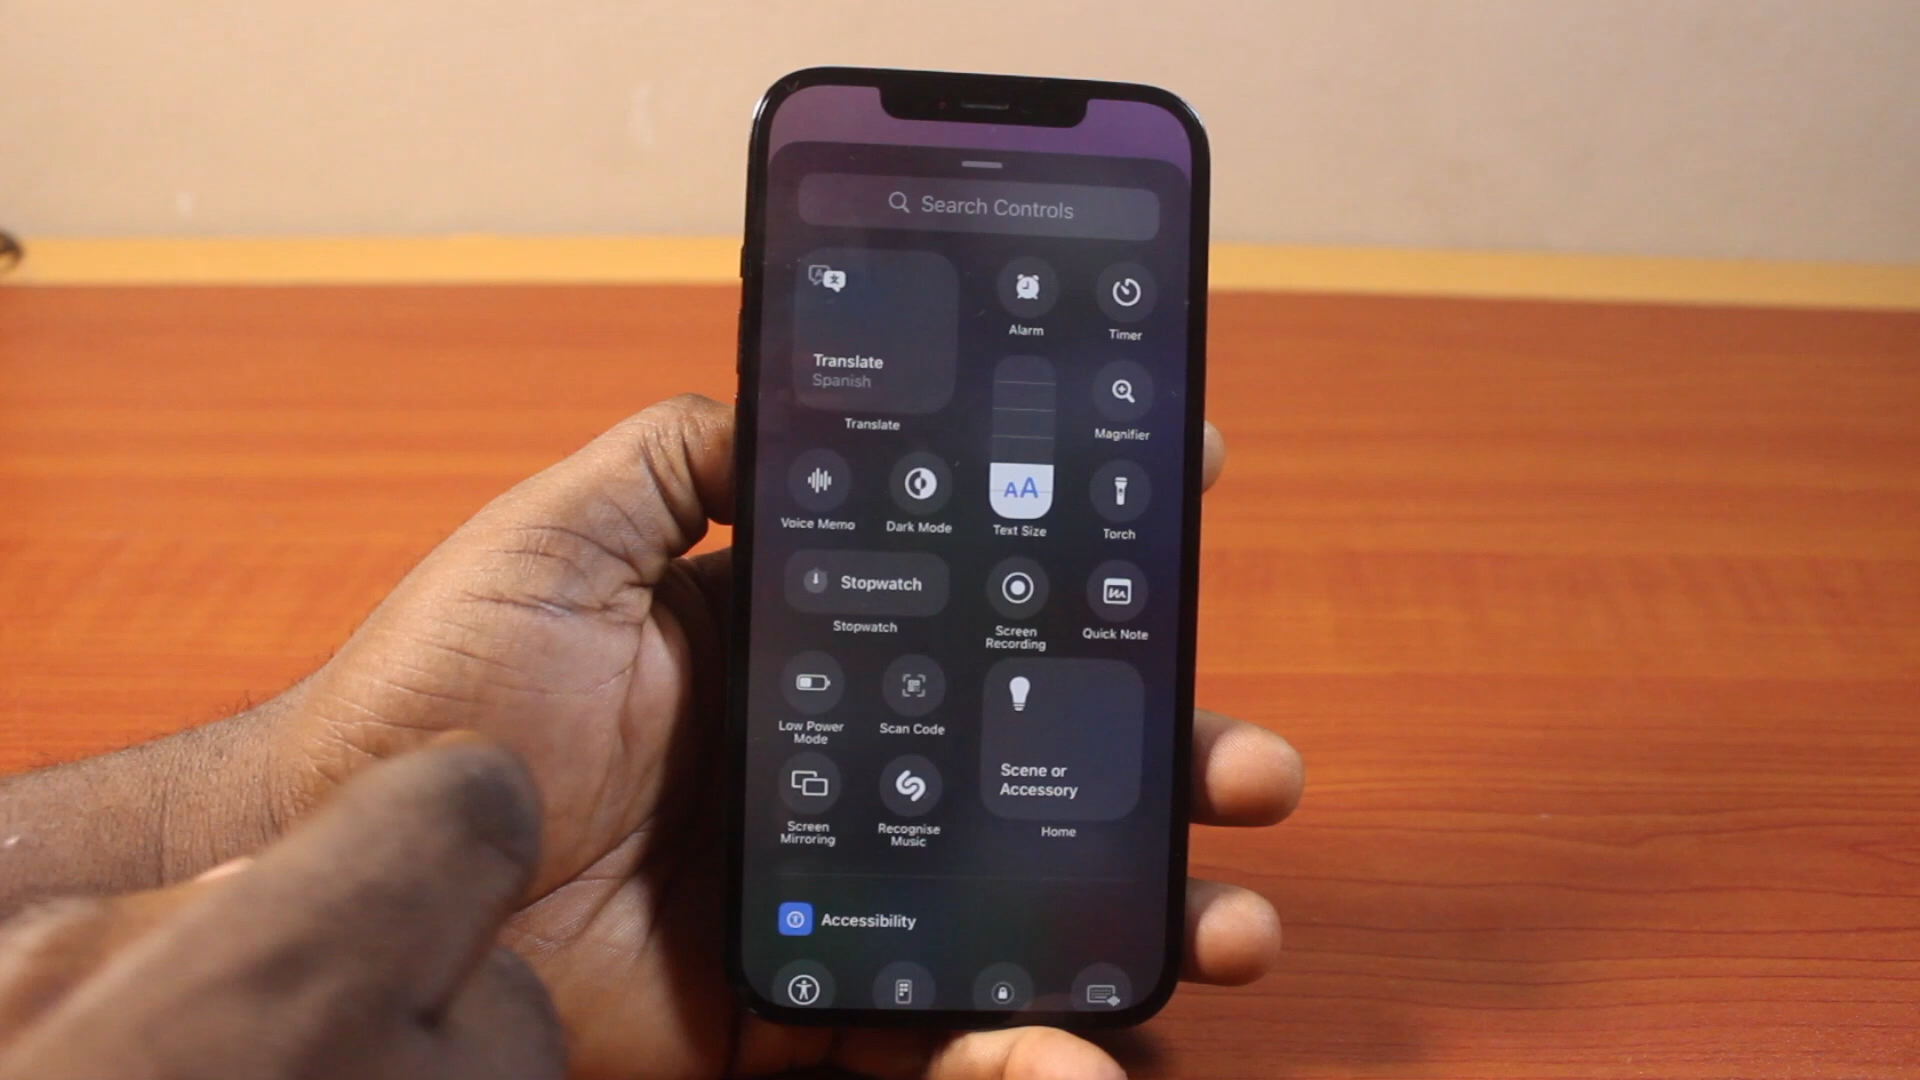 Search Controls
Translate
Spanish
Translate
Alarm
Timer
Magnifier
Voice Memo
Dark Mode
AA
Text Size
Torch
Stopwatch
Stopwatch
Screen
Recording
Quick Note
Low Power
Mode
Scan Code
Scene or
Accessory
Home
Screen
Mirroring
Recognise
Music
Accessibility